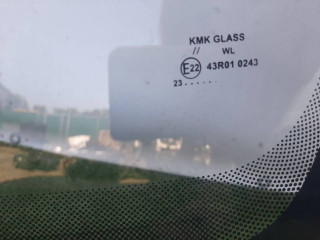 KMK GLASS
// WL
E22 43R01 0243
23.......